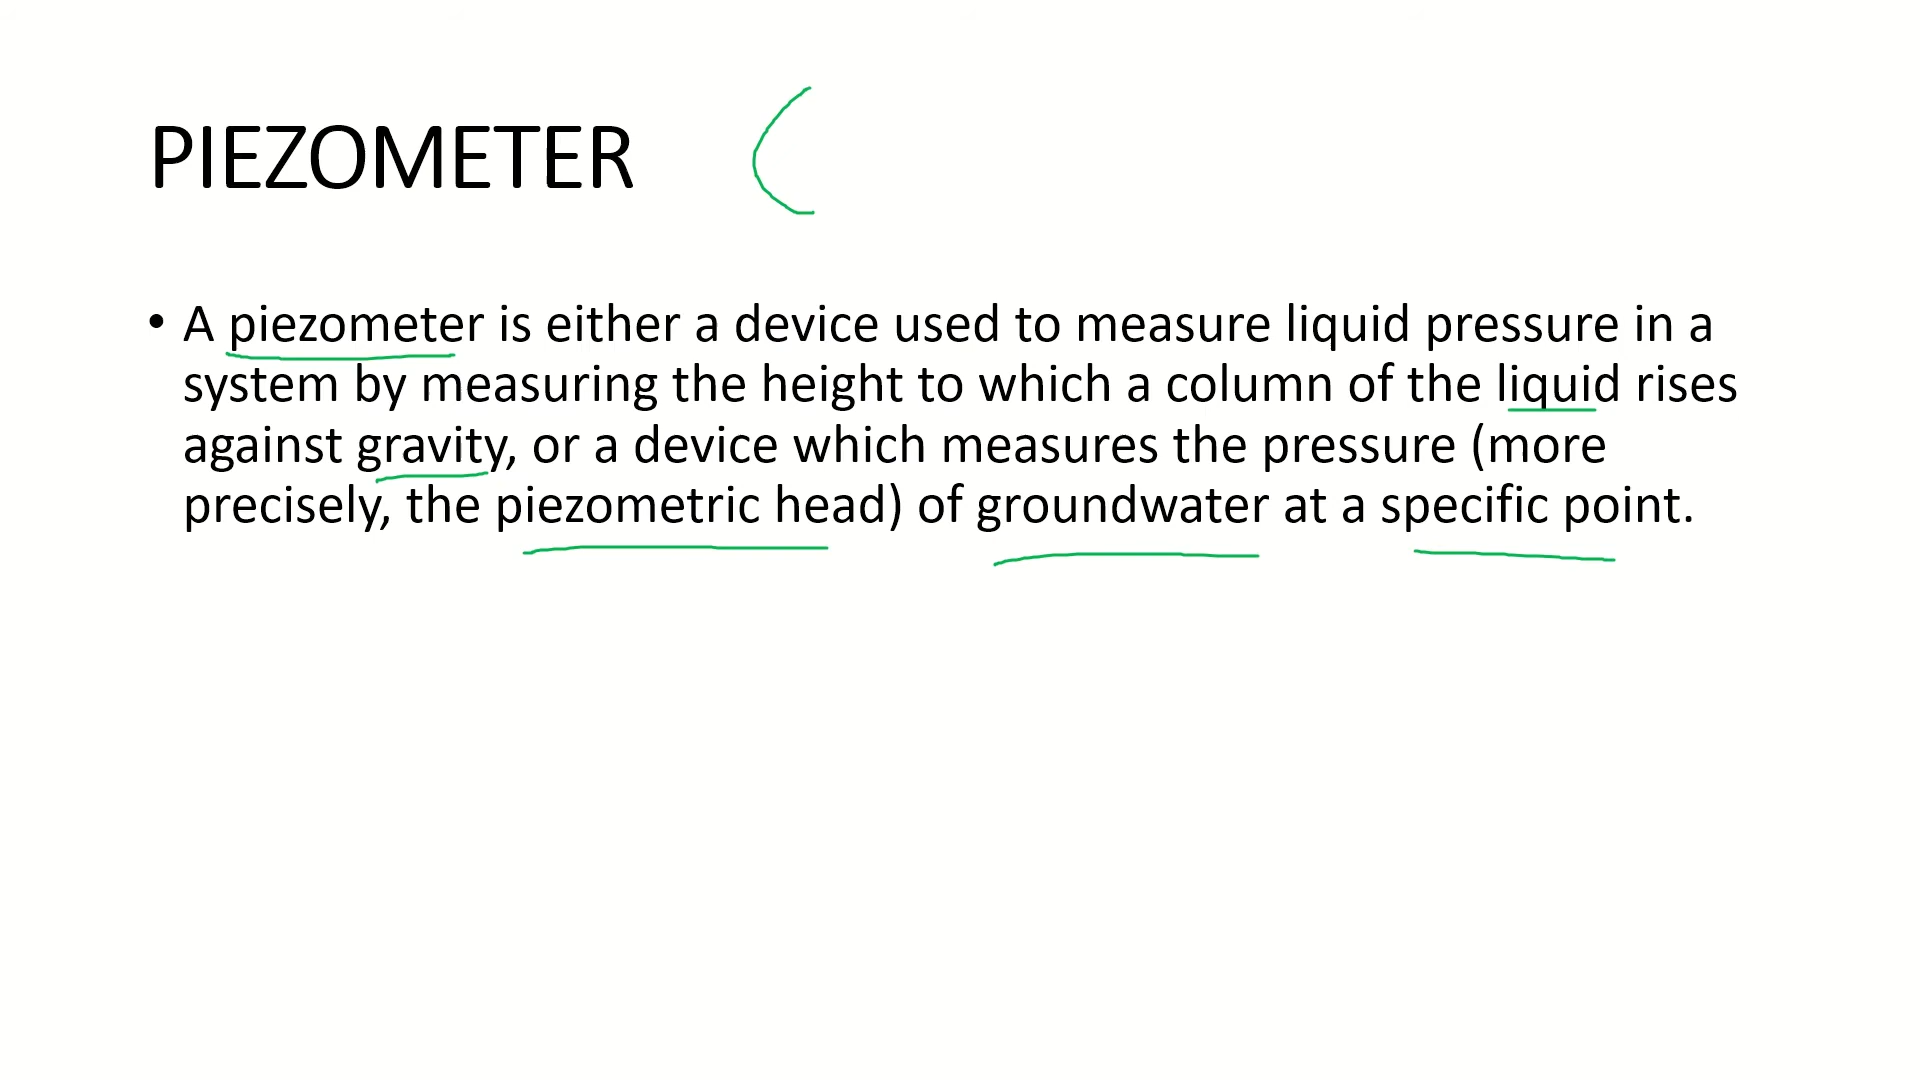 PIEZOMETER (
• A piezometer is either a device used to measure liquid pressure in a
system by measuring the height to which a column of the liquid rises
against gravity, or a device which measures the pressure (more
precisely, the piezometric head) of groundwater at a specific point.